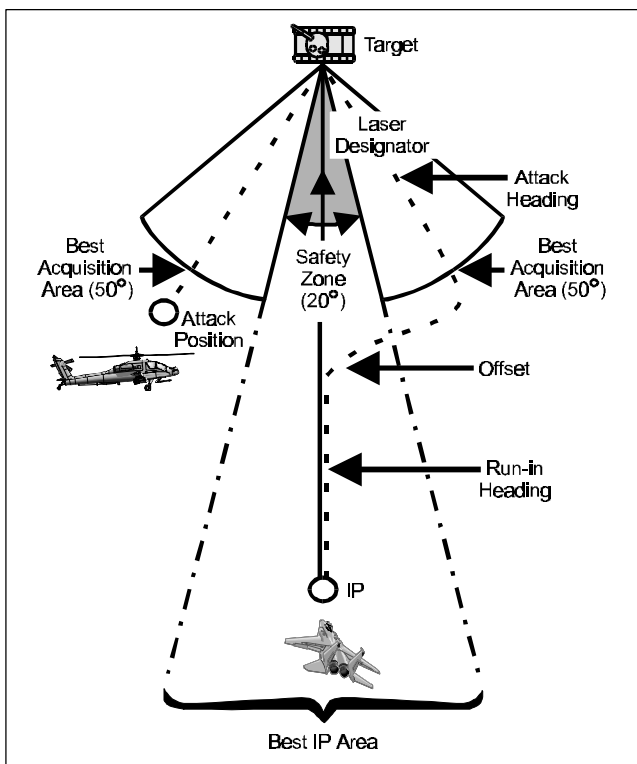 Target
Laser
Designator
Attack
Heading
Best
Acquisition
Area (50°)
Safety
Zone
(20°)
Best
Acquisition
Area (50°)
Attack
Position
Offset
Run-in
Heading
IP
Best IP Area